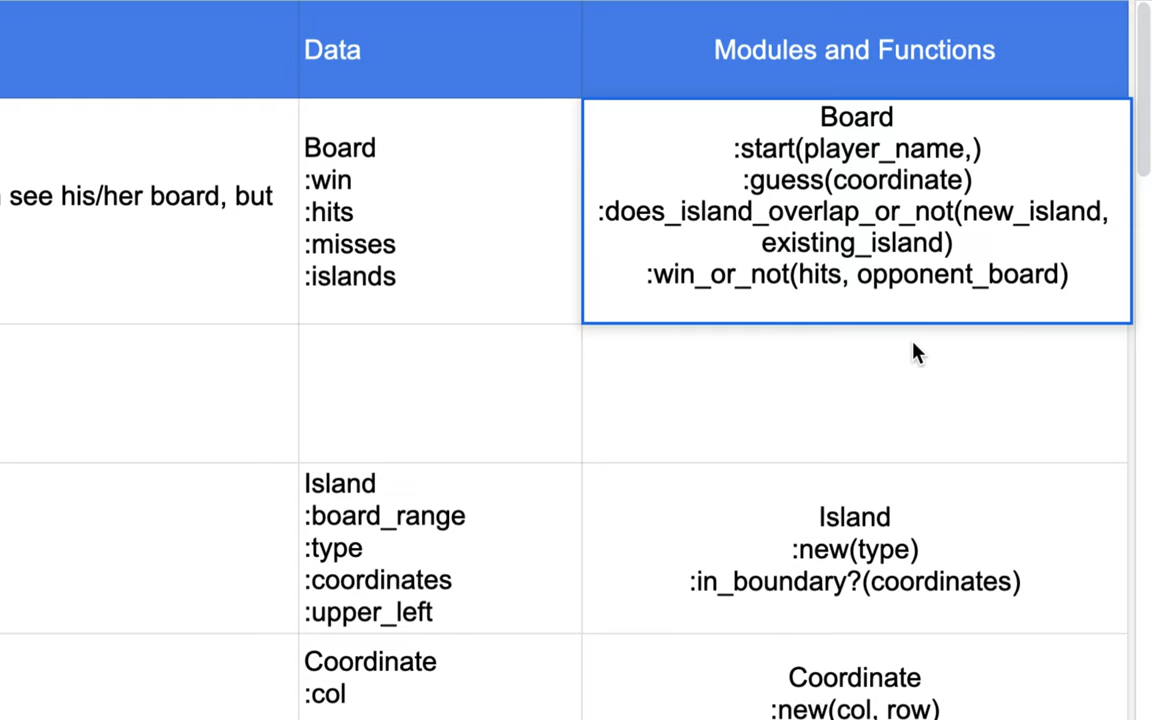 Data
Modules and Functions
see his/her board, but
Board
:win
:hits
:misses
:islands
Board
:start(player_name,)
:guess(coordinate)
:does_island_overlap_or_not(new_island,
existing_island)
:win_or_not(hits, opponent_board)
Island
:board_range
:type
:coordinates
:upper_left
Island
:new(type)
:in_boundary?(coordinates)
Coordinate
:col
Coordinate
:new(col, row)